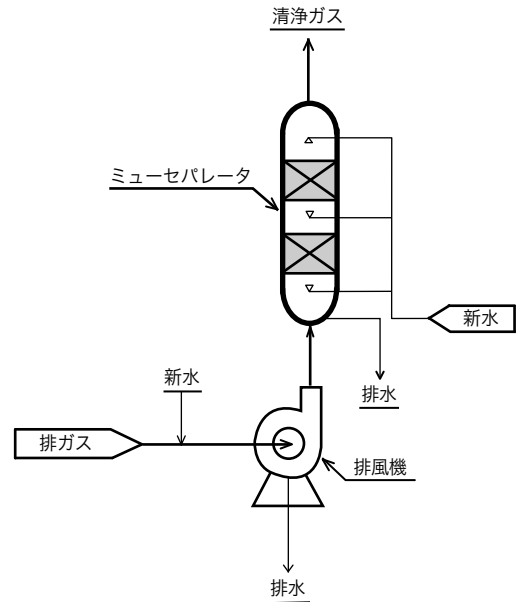 清浄ガス
ミューセパレータ
新水
排水
新水
排ガス
排風機
排水